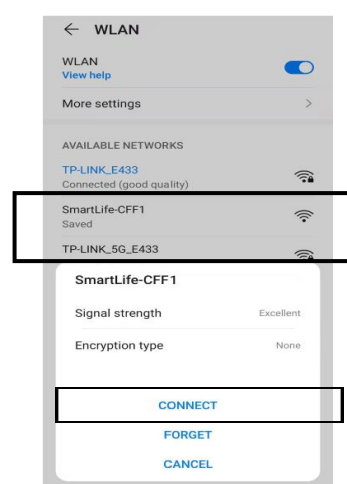 ← WLAN
WLAN
View help
More settings >
AVAILABLE NETWORKS
TP-LINK_E433
Connected (good quality)
SmartLife-CFF1
Saved
TP-LINK_5G_E433
SmartLife-CFF1
Signal strength Excellent
Encryption type None
CONNECT
FORGET
CANCEL